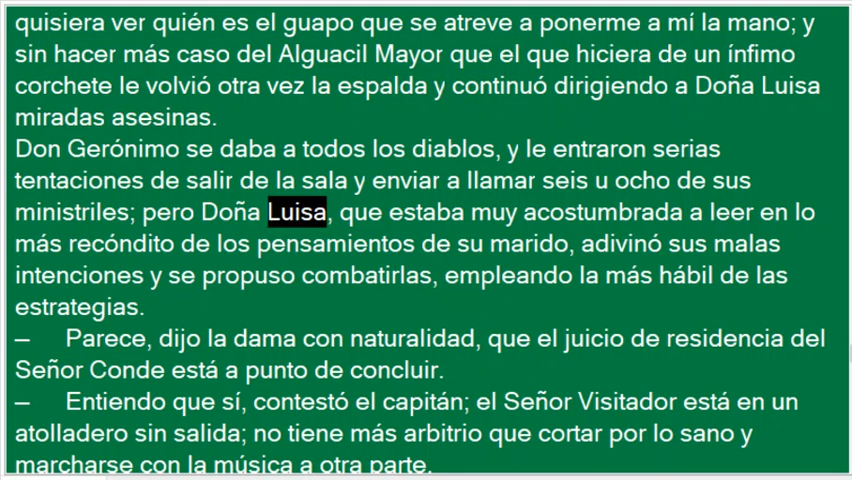 quisiera ver quién es el guapo que se atreve a ponerme a mí la mano; y
sin hacer más caso del Alguacil Mayor que el que hiciera de un ínfimo
corchete le volvió otra vez la espalda y continuó dirigiendo a Doña Luisa
miradas asesinas.
Don Gerónimo se daba a todos los diablos, y le entraron serias
tentaciones de salir de la sala y enviar a llamar seis u ocho de sus
ministriles; pero Doña Luisa, que estaba muy acostumbrada a leer en lo
más recóndito de los pensamientos de su marido, adivinó sus malas
intenciones y se propuso combatirlas, empleando la más hábil de las
estrategias.
– Parece, dijo la dama con naturalidad, que el juicio de residencia del
Señor Conde está a punto de concluir.
– Entiendo que sí, contestó el capitán; el Señor Visitador está en un
atolladero sin salida; no tiene más arbitrio que cortar por lo sano y
marcharse con la música a otra parte.